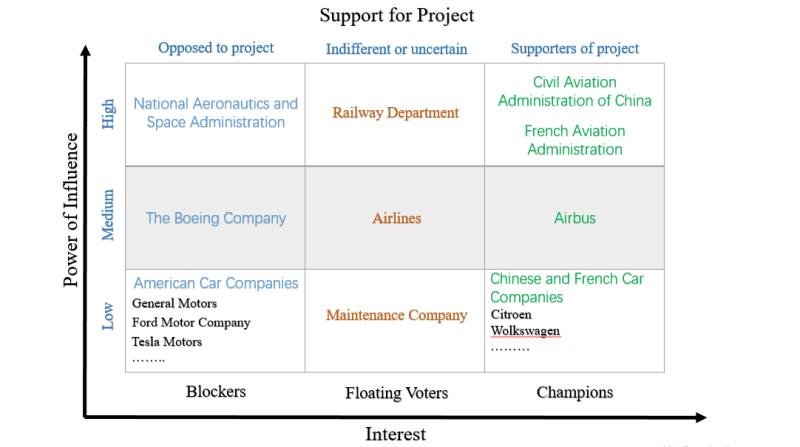 Support for Project
Opposed to project
Indifferent or uncertain
Supporters of project
Power of Influence
High
National Aeronautics and
Space Administration
Railway Department
Civil Aviation
Administration of China
French Aviation
Administration
Medium
The Boeing Company
Airlines
Airbus
Low
American Car Companies
General Motors
Ford Motor Company
Tesla Motors
........
Maintenance Company
Chinese and French Car
Companies
Citroen
Wolkswagen
.........
Blockers
Floating Voters
Champions
Interest